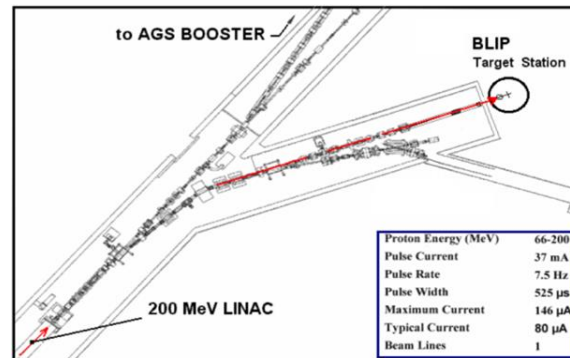 to AGS BOOSTER
BLIP
Target Station
200 MeV LINAC
Proton Energy (MeV) 66-200
Pulse Current 37 mA
Pulse Rate 7.5 Hz
Pulse Width 525 µs
Maximum Current 146 µA
Typical Current 80 µA
Beam Lines 1